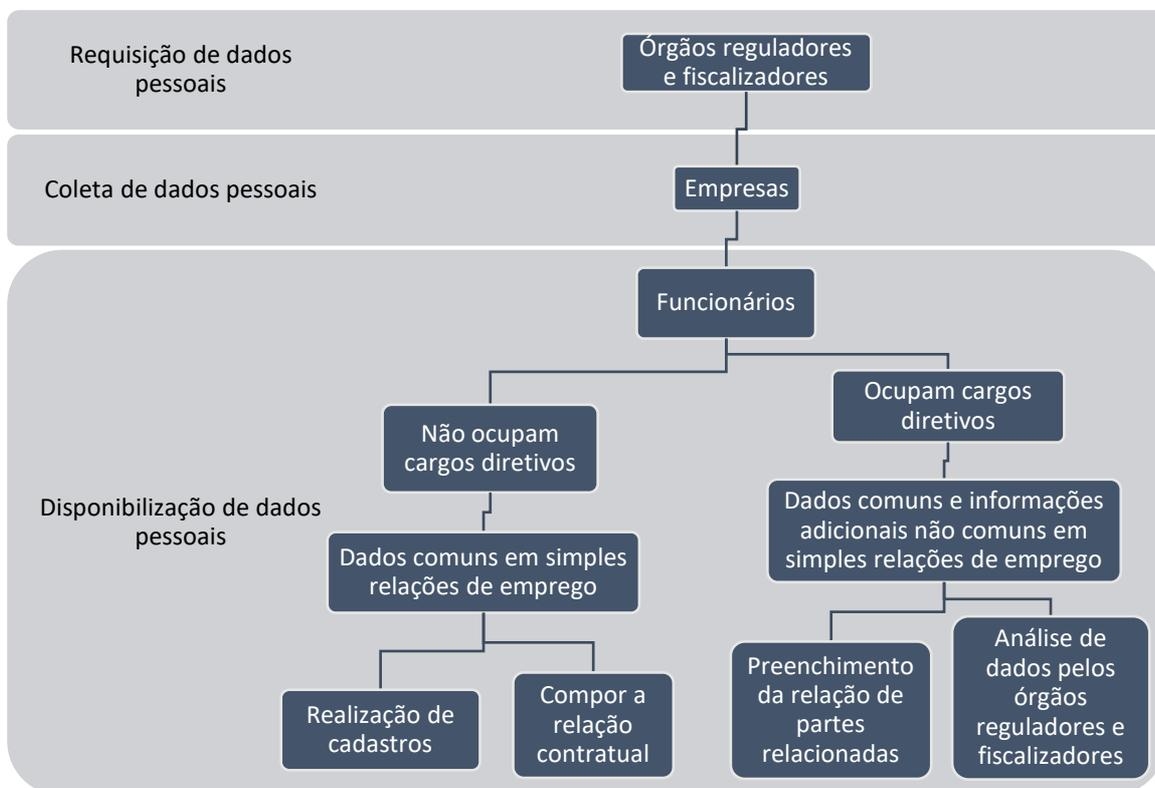 Requisição de dados
pessoais
Órgãos reguladores
e fiscalizadores
Coleta de dados pessoais
Empresas
Disponibilização de dados
pessoais
Funcionários
Não ocupam
cargos diretivos
Ocupam cargos
diretivos
Dados comuns em simples
relações de emprego
Dados comuns e informações
adicionais não comuns em
simples relações de emprego
Realização de
cadastros
Compor a
relação
contratual
Preenchimento
da relação de
partes
relacionadas
Análise de
dados pelos
órgãos
reguladores e
fiscalizadores